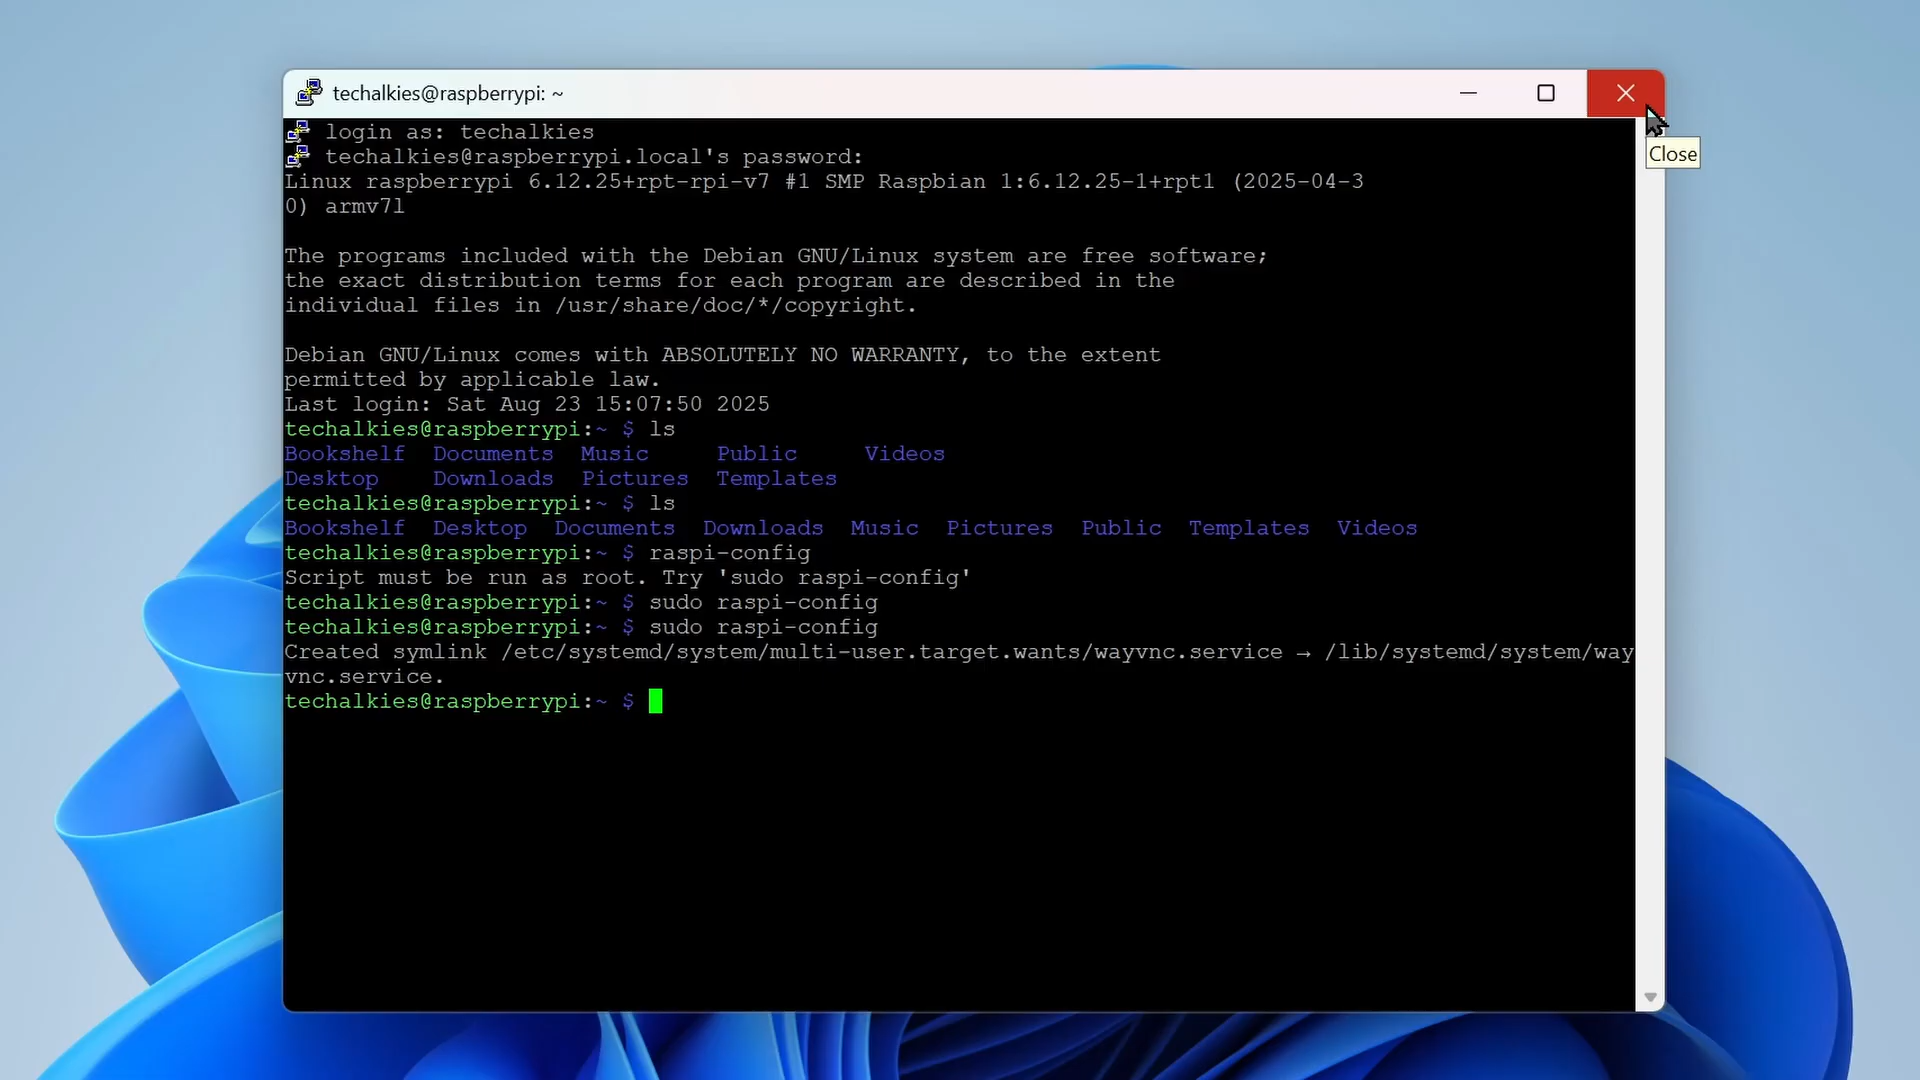 techalkies@raspberrypi: ~
login as: techalkies
Close
techalkies@raspberrypi.local's password:
Linux raspberrypi 6.12.25+rpt-rpi-v7 #1 SMP Raspbian 1:6.12.25-1+rpt1 (2025-04-3
0) armv7l
The programs included with the Debian GNU/Linux system are free software;
the exact distribution terms for each program are described in the
individual files in /usr/share/doc/*/copyright.
Debian GNU/Linux comes with ABSOLUTELY NO WARRANTY, to the extent
permitted by applicable law.
Last login: Sat Aug 23 15:07:50 2025
techalkies@raspberrypi:~ $ ls
Bookshelf  Documents  Music     Public     Videos
Desktop    Downloads  Pictures  Templates
techalkies@raspberrypi:~ $ ls
Bookshelf  Desktop  Documents  Downloads  Music  Pictures  Public  Templates  Videos
techalkies@raspberrypi:~ $ raspi-config
Script must be run as root. Try 'sudo raspi-config'
techalkies@raspberrypi:~ $ sudo raspi-config
techalkies@raspberrypi:~ $ sudo raspi-config
Created symlink /etc/systemd/system/multi-user.target.wants/wayvnc.service → /lib/systemd/system/way
vnc.service.
techalkies@raspberrypi:~ $